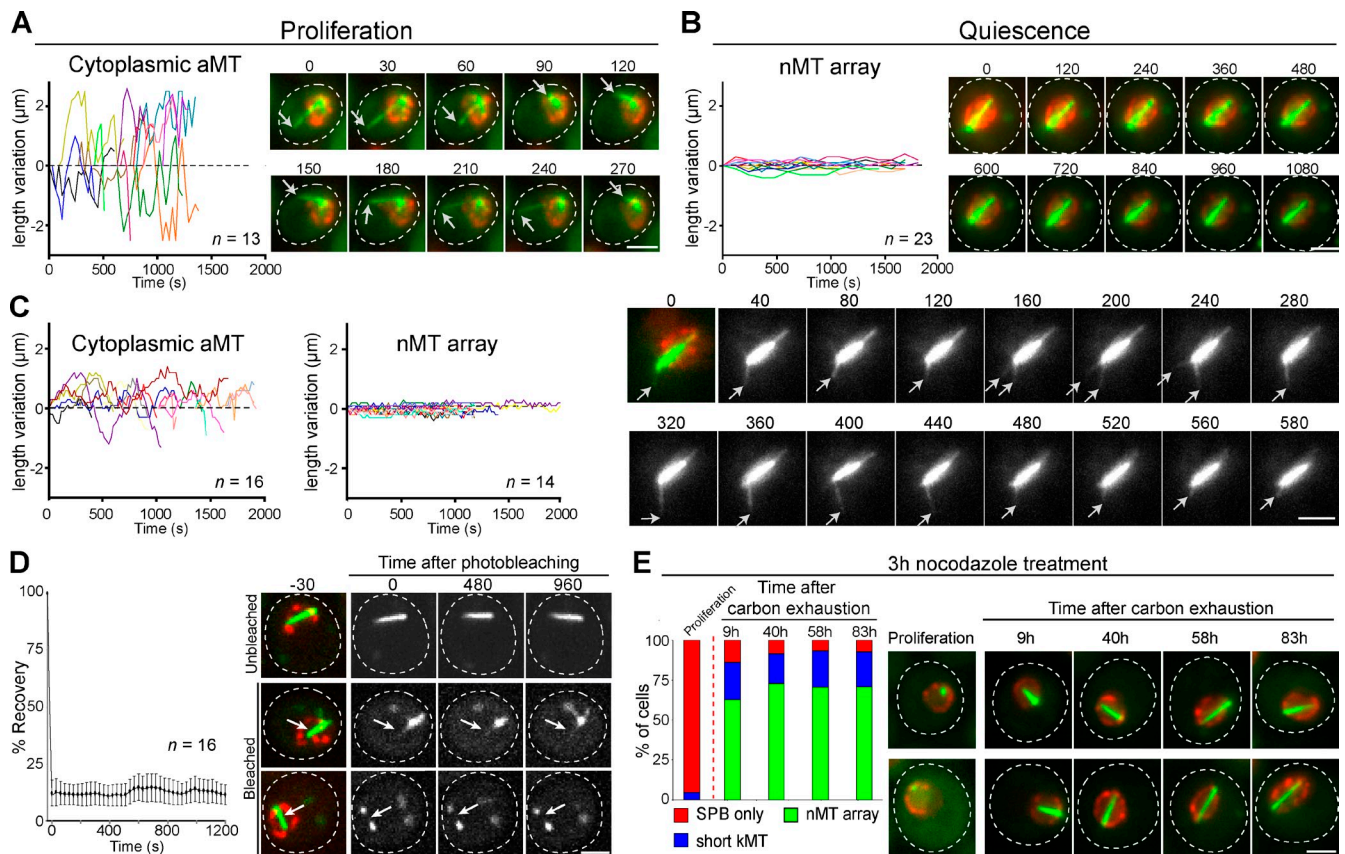 A
Proliferation
Cytoplasmic aMT
length variation (µm)
2
0
-2
n = 13
0 500 1000 1500 2000
Time (s)
0 30 60 90 120
150 180 210 240 270
B
Quiescence
nMT array
length variation (µm)
2
0
-2
n = 23
0 500 1000 1500 2000
Time (s)
0 120 240 360 480
600 720 840 960 1080
C
Cytoplasmic aMT
length variation (µm)
2
0
-2
n = 16
0 500 1000 1500 2000
Time (s)
nMT array
length variation (µm)
2
0
-2
n = 14
0 500 1000 1500 2000
Time (s)
0 40 80 120 160 200 240 280
320 360 400 440 480 520 560 580
D
% Recovery
100
75
50
25
0
n = 16
0 400 800 1200
Time (s)
Time after photobleaching
-30 0 480 960
Unbleached
Bleached
E
3h nocodazole treatment
Proliferation
Time after
carbon exhaustion
9h 40h 58h 83h
% of cells
100
75
50
25
0
SPB only
nMT array
short kMT
Time after carbon exhaustion
Proliferation 9h 40h 58h 83h